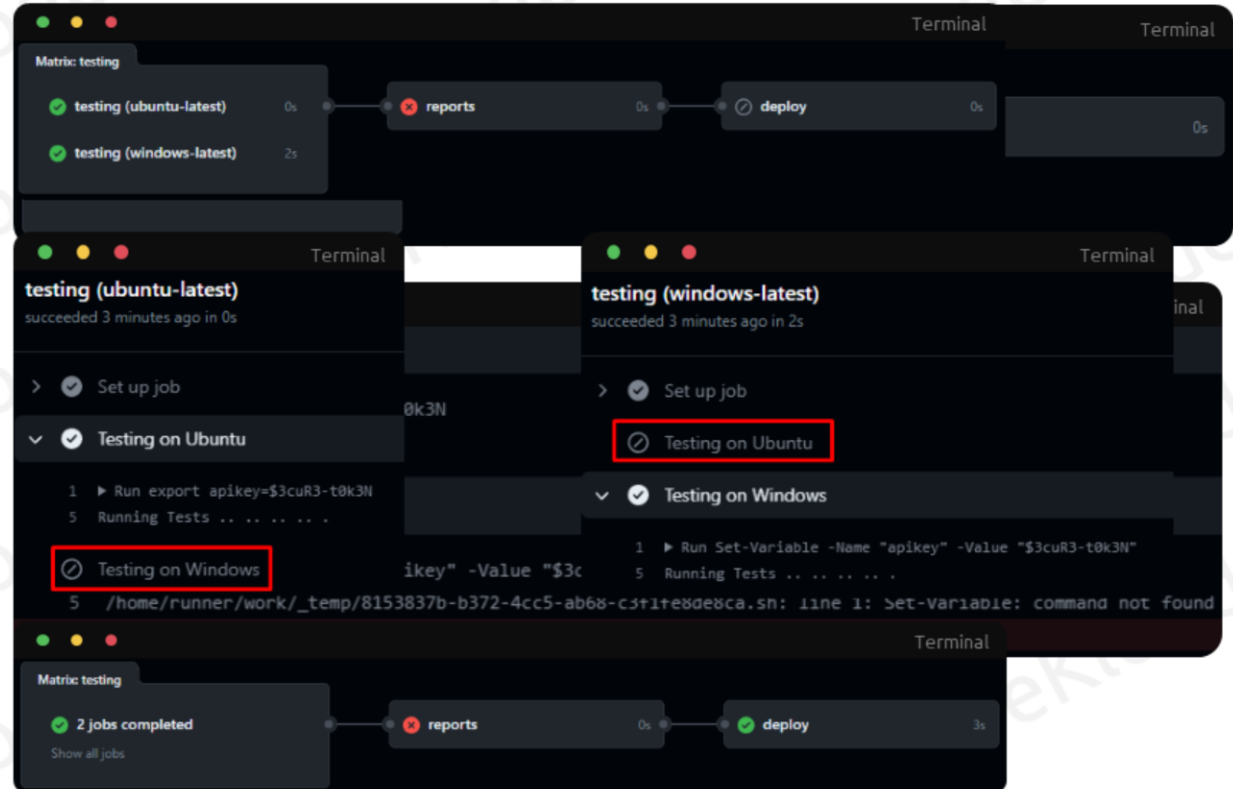 Terminal
Terminal
Matrix: testing
testing (ubuntu-latest) 0s
reports 0s
deploy 0s
0s
testing (windows-latest) 2s
Terminal
testing (ubuntu-latest)
succeeded 3 minutes ago in 0s
Set up job
Testing on Ubuntu
1 Run export apikey=$3cuR3-t0k3N
5 Running Tests .. .. .. .. .
Testing on Windows
Terminal
testing (windows-latest)
succeeded 3 minutes ago in 2s
Set up job
Testing on Ubuntu
Testing on Windows
1 Run Set-Variable -Name "apikey" -Value "$3cuR3-t0k3N"
5 Running Tests .. .. .. .. .
inal
0k3N
ikey" -Value "$3c
5 /home/runner/work/_temp/8153837b-b372-4cc5-ab68-c3f1fe8de8ca.sh: line 1: Set-Variable: command not found
Terminal
Matrix: testing
2 jobs completed
Show all jobs
reports 0s
deploy 3s